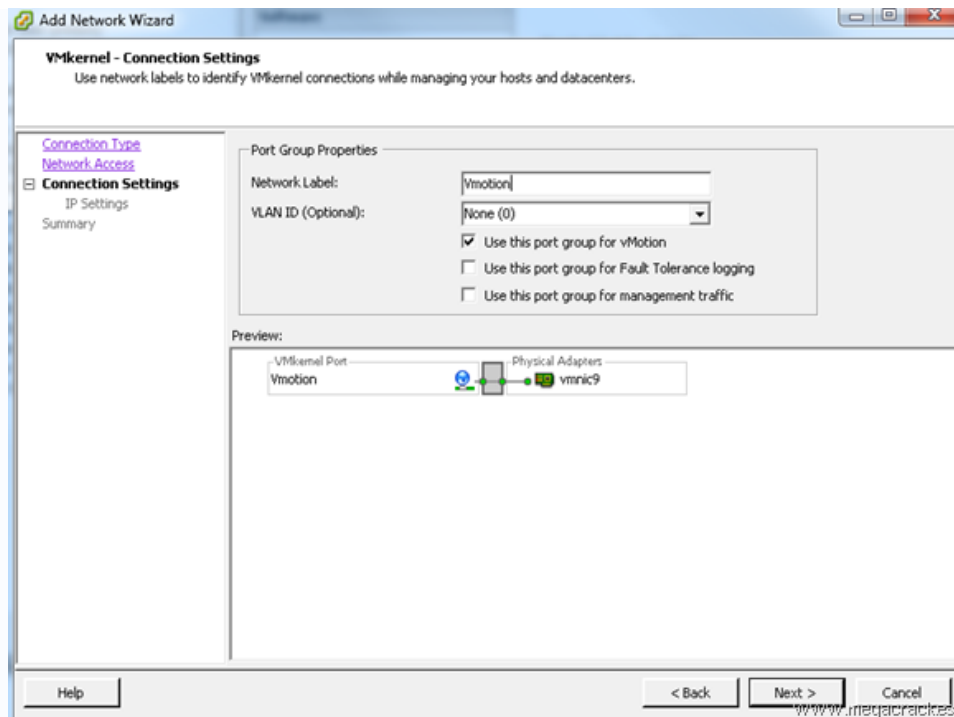 Add Network Wizard
VMkernel - Connection Settings
Use network labels to identify VMkernel connections while managing your hosts and datacenters.
Connection Type
Network Access
Connection Settings
IP Settings
Summary
Port Group Properties
Network Label:
Vmotion
VLAN ID (Optional):
None (0)
Use this port group for vMotion
Use this port group for Fault Tolerance logging
Use this port group for management traffic
Preview:
VMkernel Port
Vmotion
Physical Adapters
vmnic9
Help
< Back
Next >
Cancel